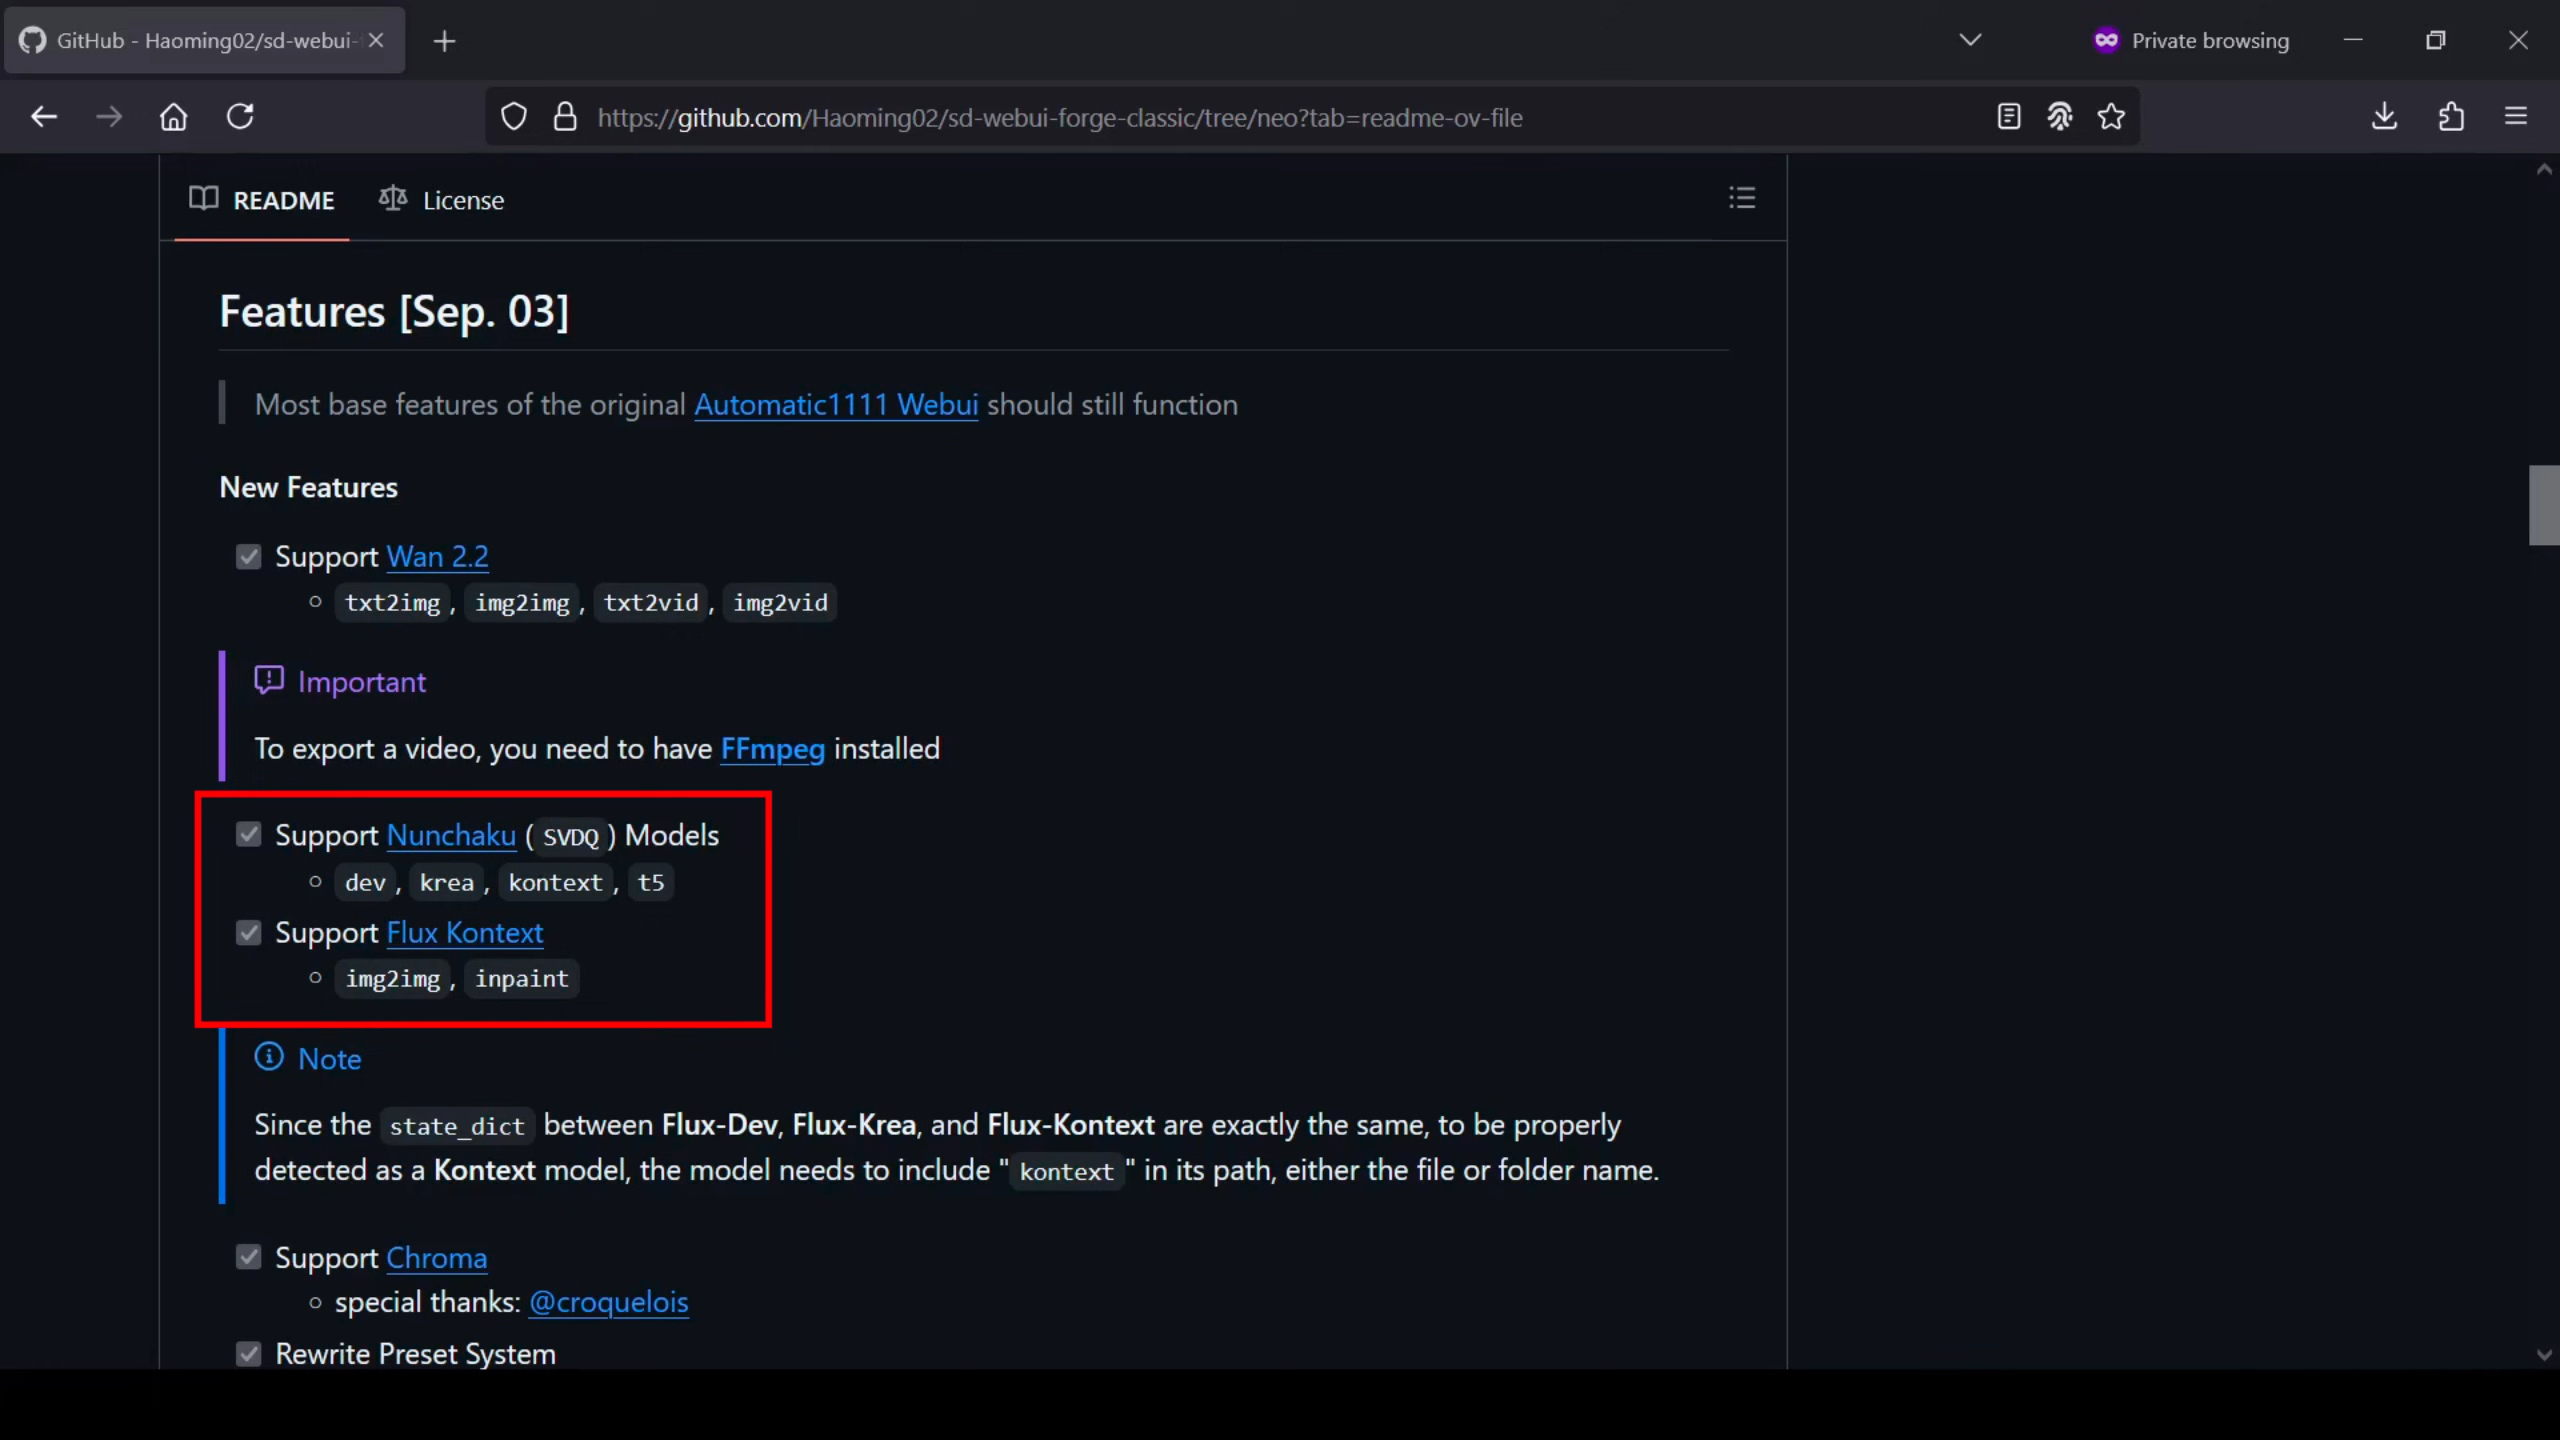 GitHub - Haoming02/sd-webui-
Private browsing
https://github.com/Haoming02/sd-webui-forge-classic/tree/neo?tab=readme-ov-file
README License
Features [Sep. 03]
Most base features of the original Automatic1111 Webui should still function
New Features
Support Wan 2.2
txt2img, img2img, txt2vid, img2vid
Important
To export a video, you need to have FFmpeg installed
Support Nunchaku (SVDQ) Models
dev, krea, kontext, t5
Support Flux Kontext
img2img, inpaint
Note
Since the state_dict between Flux-Dev, Flux-Krea, and Flux-Kontext are exactly the same, to be properly
detected as a Kontext model, the model needs to include "kontext" in its path, either the file or folder name.
Support Chroma
special thanks: @croquelois
Rewrite Preset System